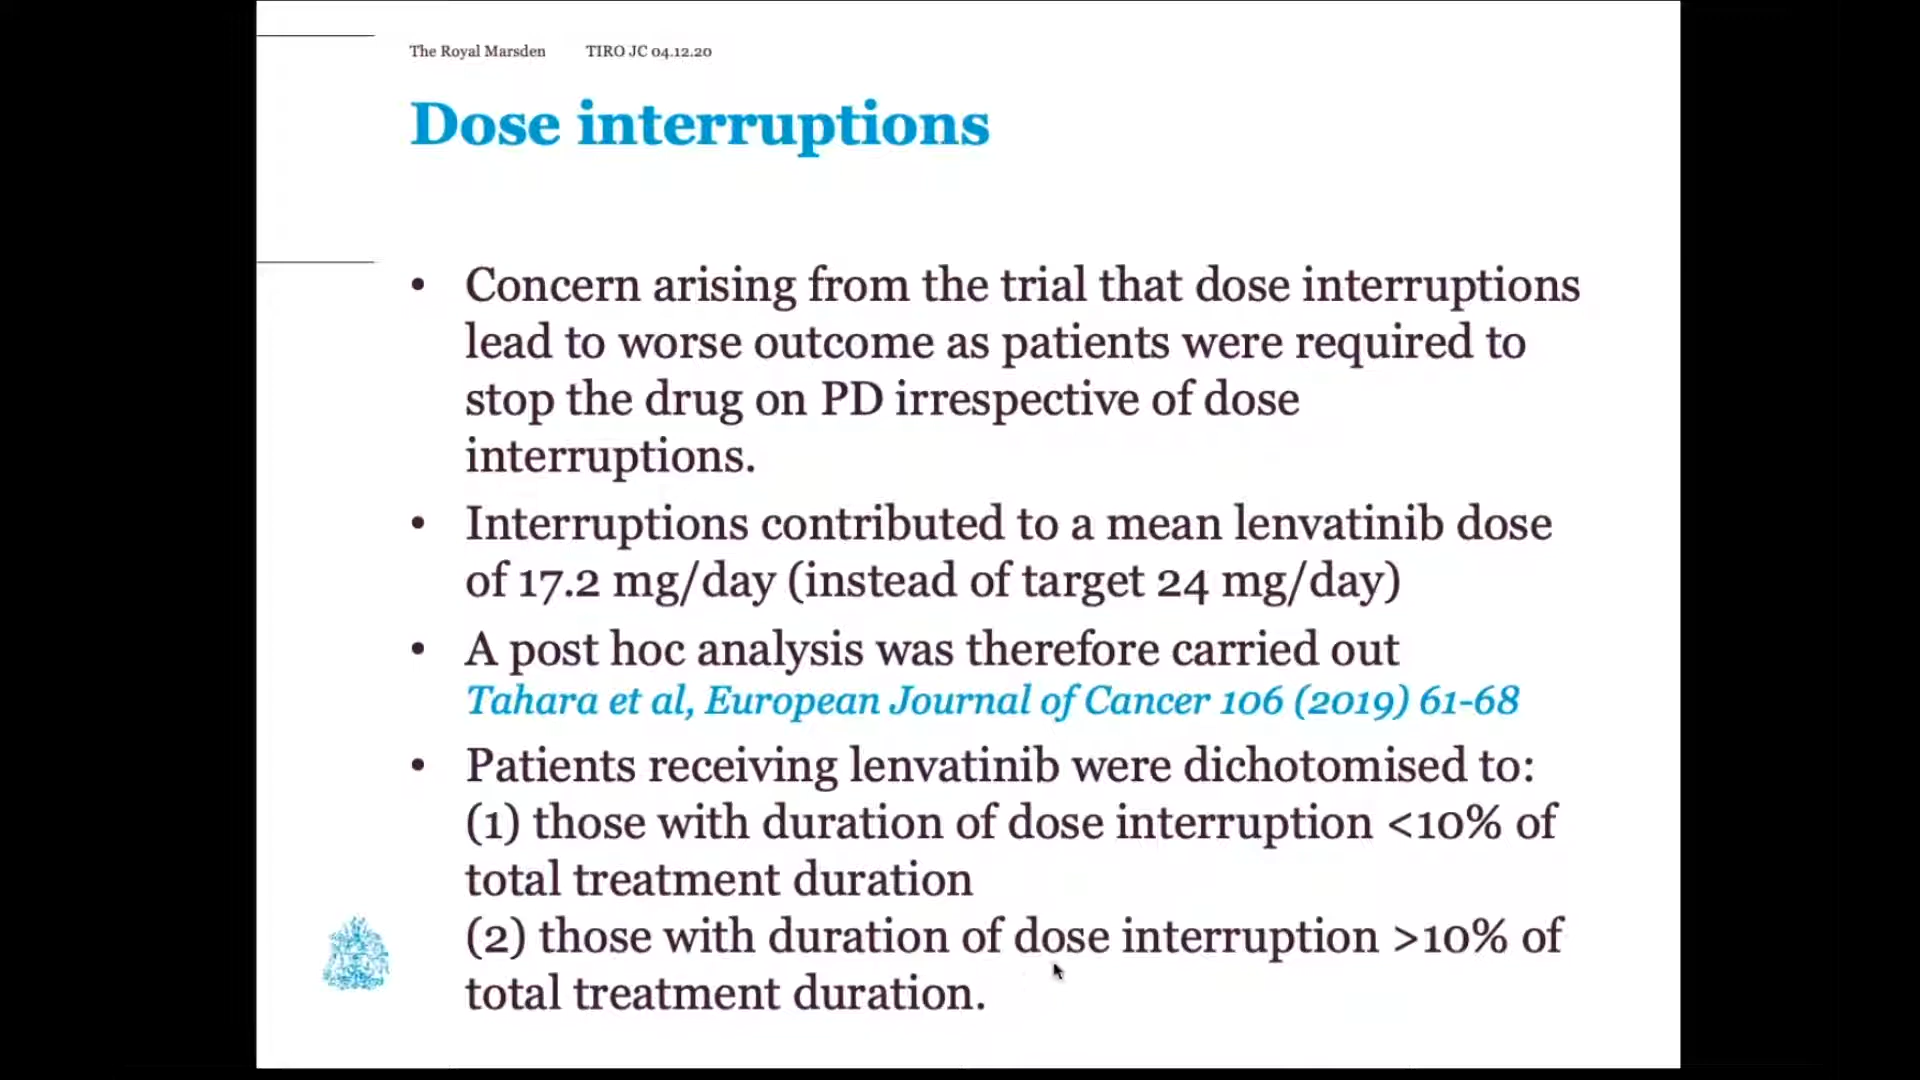 The Royal Marsden TIRO JC 04.12.20
Dose interruptions
• Concern arising from the trial that dose interruptions
lead to worse outcome as patients were required to
stop the drug on PD irrespective of dose
interruptions.
• Interruptions contributed to a mean lenvatinib dose
of 17.2 mg/day (instead of target 24 mg/day)
• A post hoc analysis was therefore carried out
Tahara et al, European Journal of Cancer 106 (2019) 61-68
• Patients receiving lenvatinib were dichotomised to:
(1) those with duration of dose interruption <10% of
total treatment duration
(2) those with duration of dose interruption >10% of
total treatment duration.